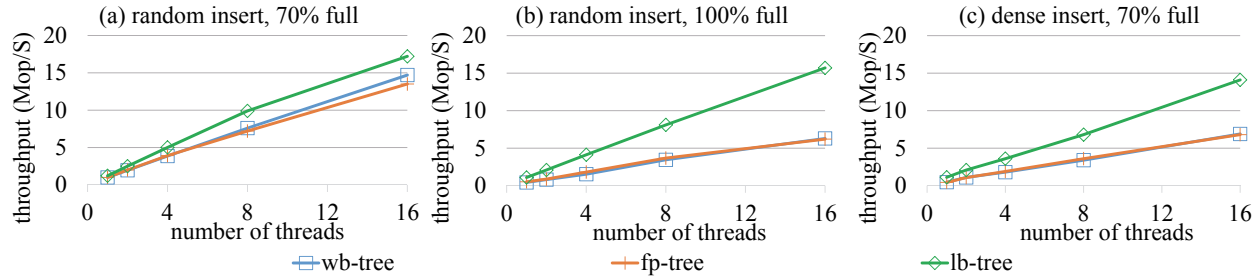 (a) random insert, 70% full
throughput (Mop/S)
20
15
10
5
0
0 4 8 12 16
number of threads
(b) random insert, 100% full
throughput (Mop/S)
20
15
10
5
0
0 4 8 12 16
number of threads
(c) dense insert, 70% full
throughput (Mop/S)
20
15
10
5
0
0 4 8 12 16
number of threads
wb-tree fp-tree lb-tree